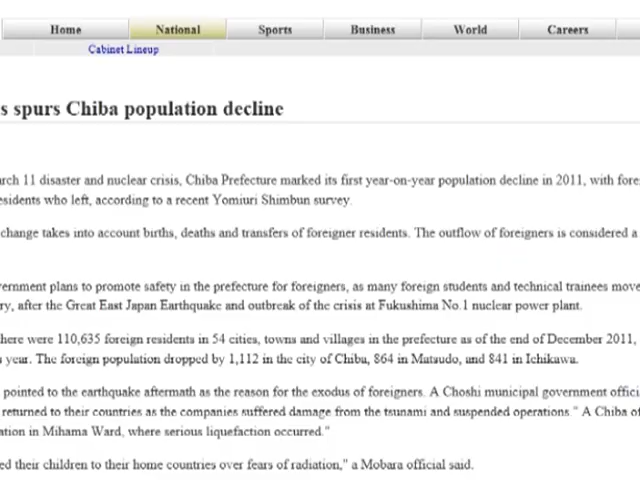 Home National Sports Business World Careers
Cabinet Lineup
s spurs Chiba population decline
rch 11 disaster and nuclear crisis, Chiba Prefecture marked its first year-on-year population decline in 2011, with fore
esidents who left, according to a recent Yomiuri Shimbun survey.
change takes into account births, deaths and transfers of foreigner residents. The outflow of foreigners is considered a
ernment plans to promote safety in the prefecture for foreigners, as many foreign students and technical trainees move
ry, after the Great East Japan Earthquake and outbreak of the crisis at Fukushima No.1 nuclear power plant.
here were 110,635 foreign residents in 54 cities, towns and villages in the prefecture as of the end of December 2011,
s year. The foreign population dropped by 1,112 in the city of Chiba, 864 in Matsudo, and 841 in Ichikawa.
pointed to the earthquake aftermath as the reason for the exodus of foreigners. A Choshi municipal government offici
returned to their countries as the companies suffered damage from the tsunami and suspended operations." A Chiba of
ation in Mihama Ward, where serious liquefaction occurred."
ed their children to their home countries over fears of radiation," a Mobara official said.